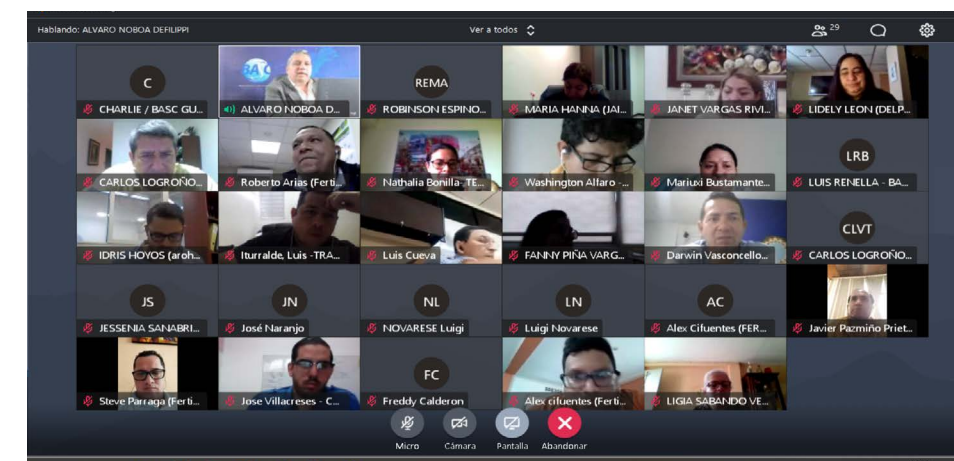 Hablando: ALVARO NOBOA DEFILIPPI
Ver a todos
29
C
CHARLIE / BASC GU...
BASC
ALVARO NOBOA D...
REMA
ROBINSON ESPINO...
MARIA HANNA (JAI...
JANET VARGAS RIVI...
LIDELY LEON (DELP...
CARLOS LOGROÑO...
Roberto Arias (Ferti...
Nathalia Bonilla- TE...
Washington Alfaro -...
Mariuxi Bustamante...
LRB
LUIS RENELLA - BA...
IDRIS HOYOS (aroh...
Iturralde, Luis -TRA...
Luis Cueva
FANNY PIÑA VARG...
Darwin Vasconcello...
CLVT
CARLOS LOGROÑO...
JS
JESSENIA SANABRI...
JN
José Naranjo
NL
NOVARESE Luigi
LN
Luigi Novarese
AC
Alex Cifuentes (FER...
Javier Pazmiño Priet...
Steve Parraga (Ferti...
Jose Villacreses - C...
FC
Freddy Calderon
Alex cifuentes (Ferti...
LIGIA SABANDO VE...
Micro
Cámara
Pantalla
Abandonar